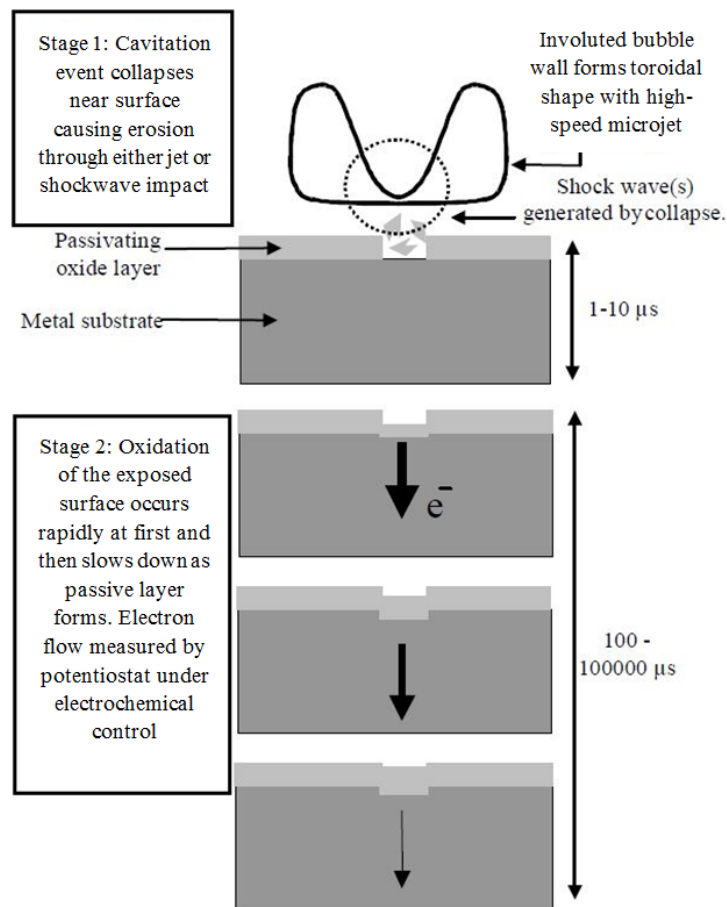 Stage 1: Cavitation
event collapses
near surface
causing erosion
through either jet or
shockwave impact
Involuted bubble
wall forms toroidal
shape with high-
speed microjet
Shock wave(s)
generated by collapse.
Passivating
oxide layer
Metal substrate
1-10 µs
Stage 2: Oxidation
of the exposed
surface occurs
rapidly at first and
then slows down as
passive layer
forms. Electron
flow measured by
potentiostat under
electrochemical
control
e⁻
100 -
100000 µs